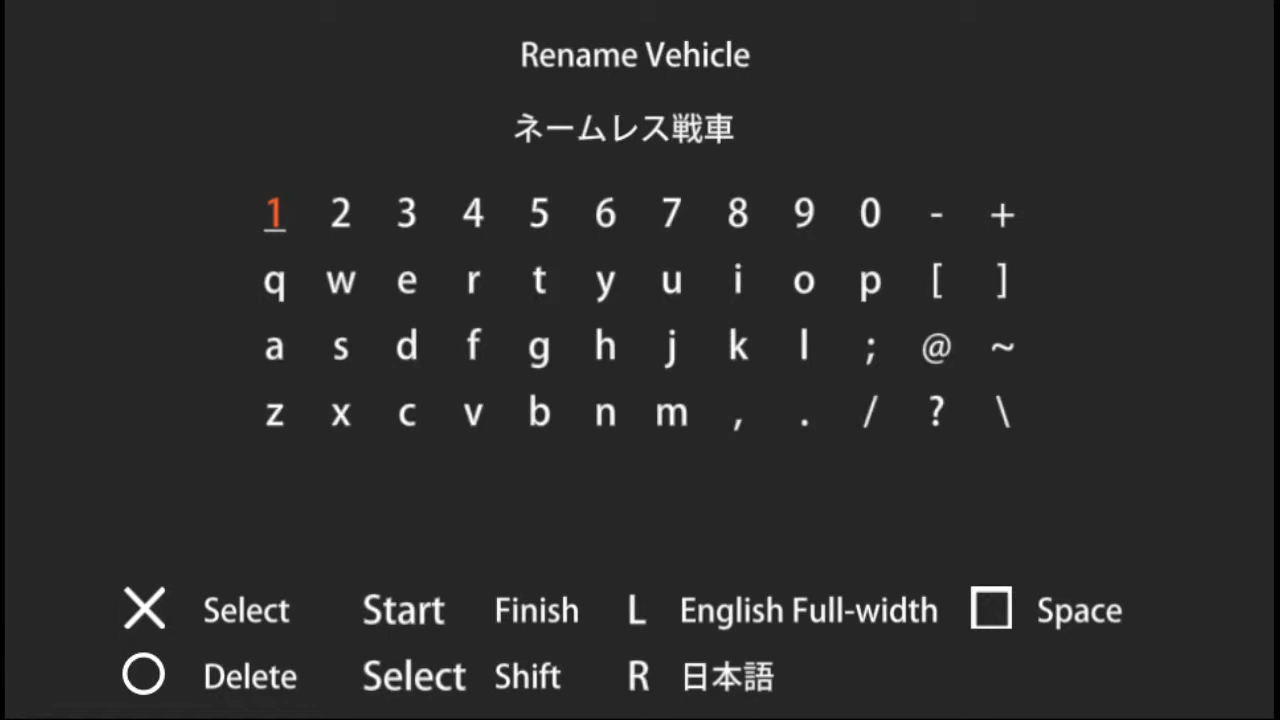 Rename Vehicle
ネームレス戦車
1 2 3 4 5 6 7 8 9 0 - +
q w e r t y u i o p [ ]
a s d f g h j k l ; @ ~
z x c v b n m , . / ? \
Select Start Finish L English Full-width Space
Delete Select Shift R 日本語